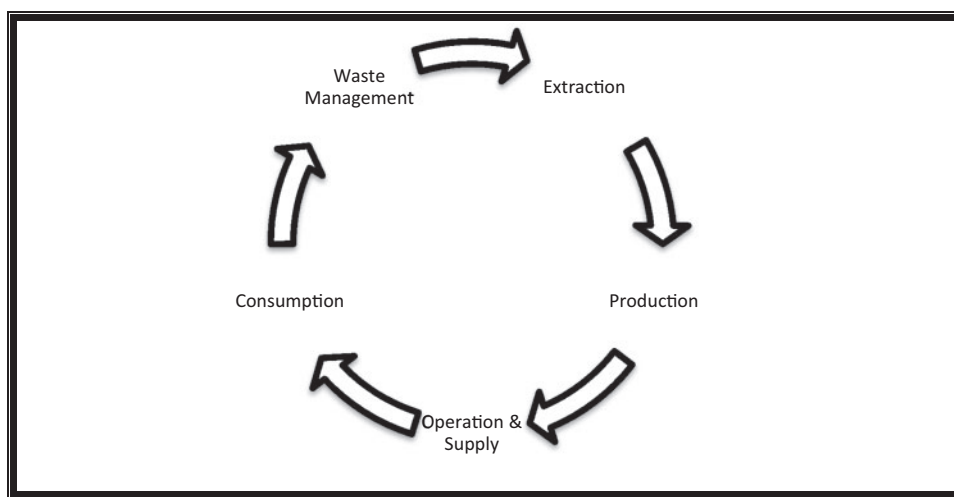 Waste
Management
Extraction
Production
Operation &
Supply
Consumption